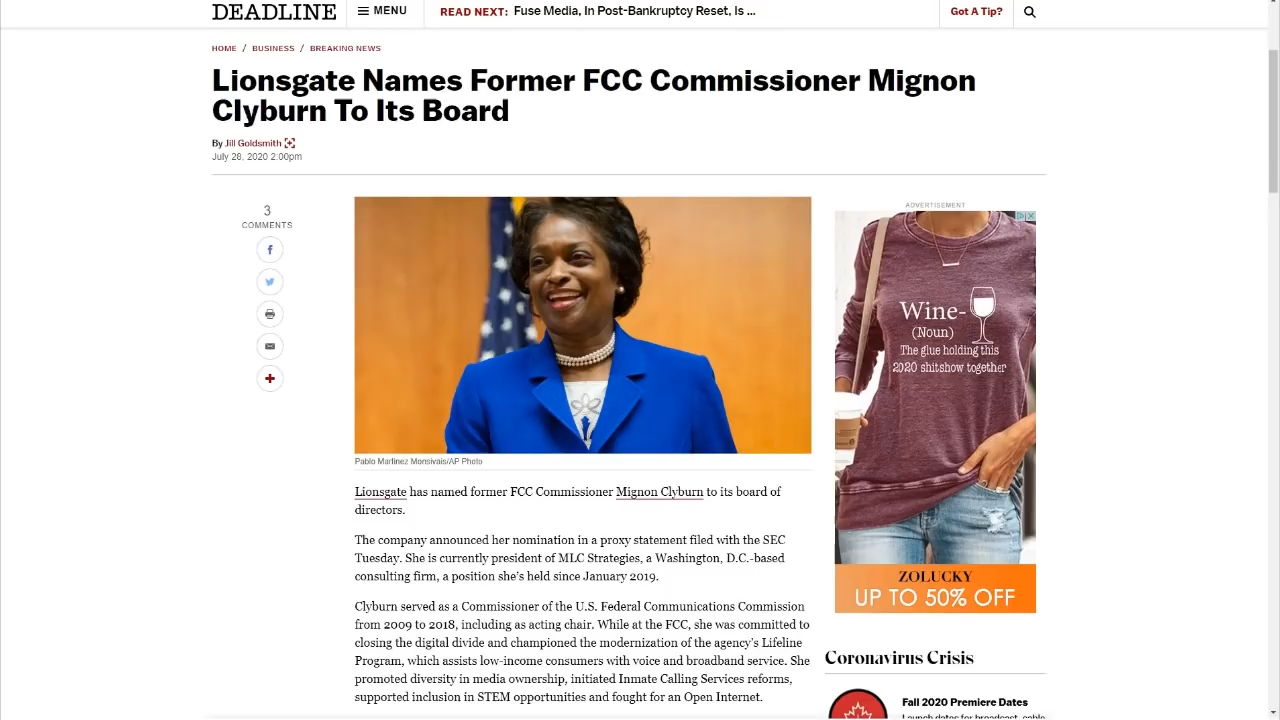 DEADLINE
MENU
READ NEXT: Fuse Media, In Post-Bankruptcy Reset, Is ...
Got A Tip?
HOME / BUSINESS / BREAKING NEWS
Lionsgate Names Former FCC Commissioner Mignon
Clyburn To Its Board
By Jill Goldsmith
July 28, 2020 2:00pm
3
COMMENTS
Pablo Martinez Monsivais/AP Photo
Lionsgate has named former FCC Commissioner Mignon Clyburn to its board of
directors.
The company announced her nomination in a proxy statement filed with the SEC
Tuesday. She is currently president of MLC Strategies, a Washington, D.C.-based
consulting firm, a position she's held since January 2019.
Clyburn served as a Commissioner of the U.S. Federal Communications Commission
from 2009 to 2018, including as acting chair. While at the FCC, she was committed to
closing the digital divide and championed the modernization of the agency's Lifeline
Program, which assists low-income consumers with voice and broadband service. She
promoted diversity in media ownership, initiated Inmate Calling Services reforms,
supported inclusion in STEM opportunities and fought for an Open Internet.
ADVERTISEMENT
Wine-
(Noun)
The glue holding this
2020 shitshow together
ZOLUCKY
UP TO 50% OFF
Coronavirus Crisis
Fall 2020 Premiere Dates
Launch dates for broadcast, cable